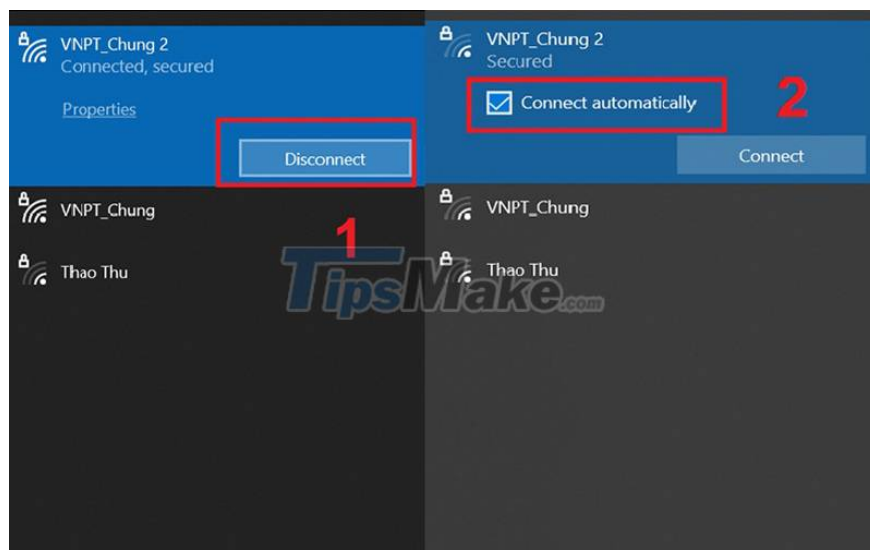 VNPT_Chung 2
Connected, secured
Properties
Disconnect
VNPT_Chung
1
Thao Thu
VNPT_Chung 2
Secured
Connect automatically
2
Connect
VNPT_Chung
Thao Thu
TipsMake.com